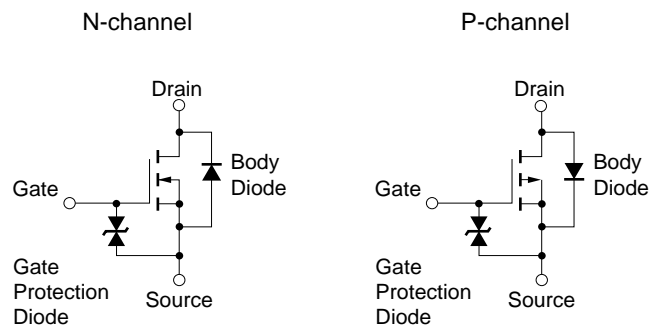 N-channel
P-channel
Drain
Body
Diode
Gate
Gate
Protection
Diode
Source
Drain
Body
Diode
Gate
Gate
Protection
Diode
Source